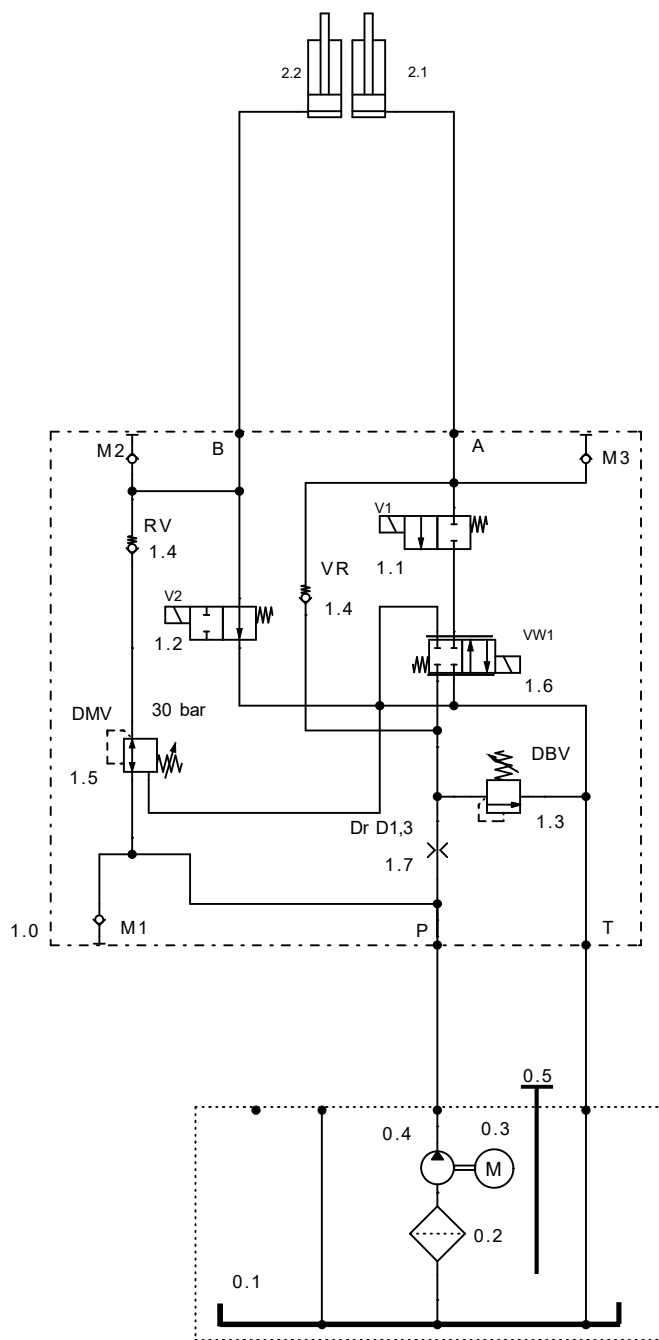 2.2 2.1
M2 B A M3
RV V1
1.4 VR 1.1
V2 1.4
1.2 VW1
1.6
DMV 30 bar DBV
1.5
Dr D1,3 1.3
1.7
1.0 M1 P T
0.5
0.4 0.3
M
0.2
0.1